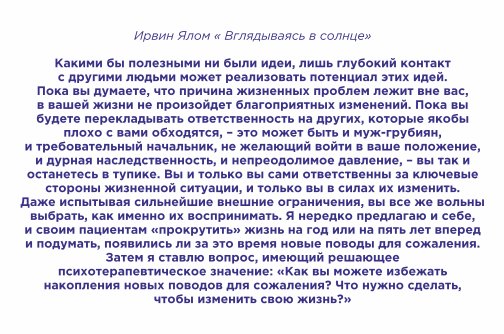 Ирвин Ялом « Вглядываясь в солнце»
Какими бы полезными ни были идеи, лишь глубокий контакт
с другими людьми может реализовать потенциал этих идей.
Пока вы думаете, что причина жизненных проблем лежит вне вас,
в вашей жизни не произойдет благоприятных изменений. Пока вы
будете перекладывать ответственность на других, которые якобы
плохо с вами обходятся, – это может быть и муж-грубиян,
и требовательный начальник, не желающий войти в ваше положение,
и дурная наследственность, и непреодолимое давление, – вы так и
останетесь в тупике. Вы и только вы сами ответственны за ключевые
стороны жизненной ситуации, и только вы в силах их изменить.
Даже испытывая сильнейшие внешние ограничения, вы все же вольны
выбрать, как именно их воспринимать. Я нередко предлагаю и себе,
и своим пациентам «прокрутить» жизнь на год или на пять лет вперед
и подумать, появились ли за это время новые поводы для сожаления.
Затем я ставлю вопрос, имеющий решающее
психотерапевтическое значение: «Как вы можете избежать
накопления новых поводов для сожаления? Что нужно сделать,
чтобы изменить свою жизнь?»